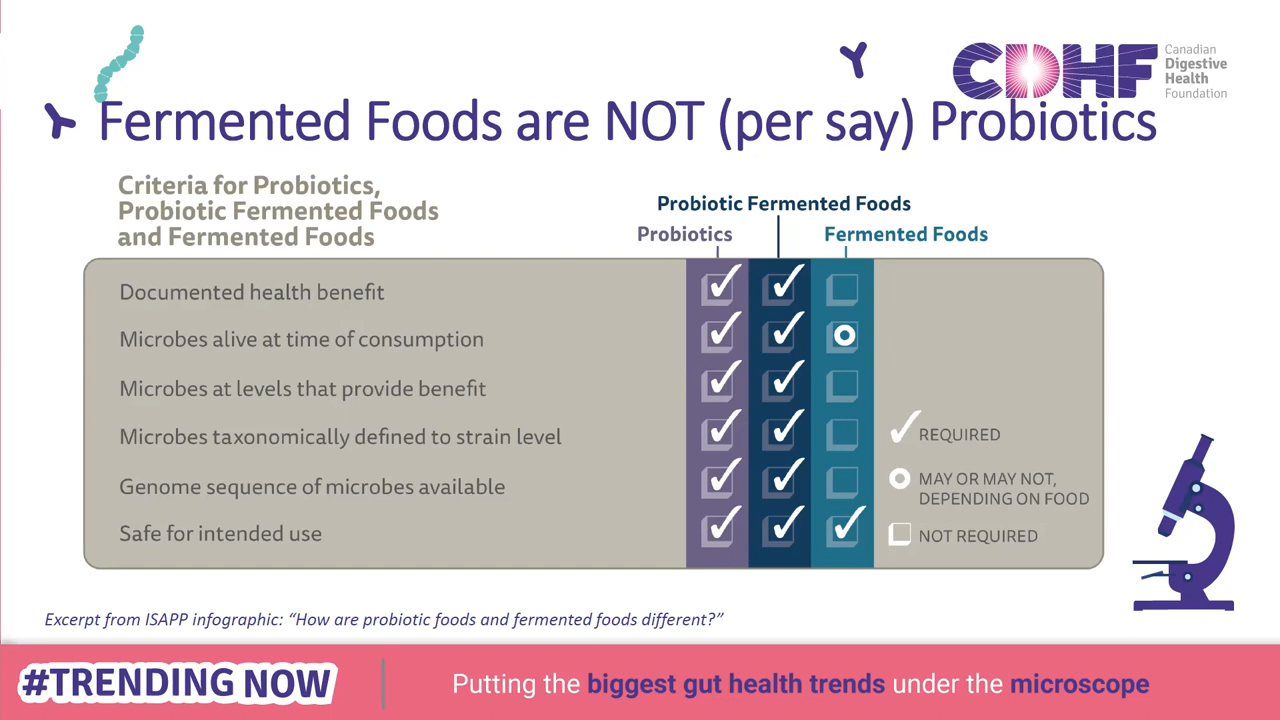 CDHF
Canadian
Digestive
Health
Foundation
Fermented Foods are NOT (per say) Probiotics
Criteria for Probiotics,
Probiotic Fermented Foods
and Fermented Foods
Probiotic Fermented Foods
Probiotics
Fermented Foods
Documented health benefit
Microbes alive at time of consumption
Microbes at levels that provide benefit
Microbes taxonomically defined to strain level
Genome sequence of microbes available
Safe for intended use
REQUIRED
MAY OR MAY NOT,
DEPENDING ON FOOD
NOT REQUIRED
Excerpt from ISAPP infographic: “How are probiotic foods and fermented foods different?”
#TRENDING NOW
Putting the biggest gut health trends under the microscope